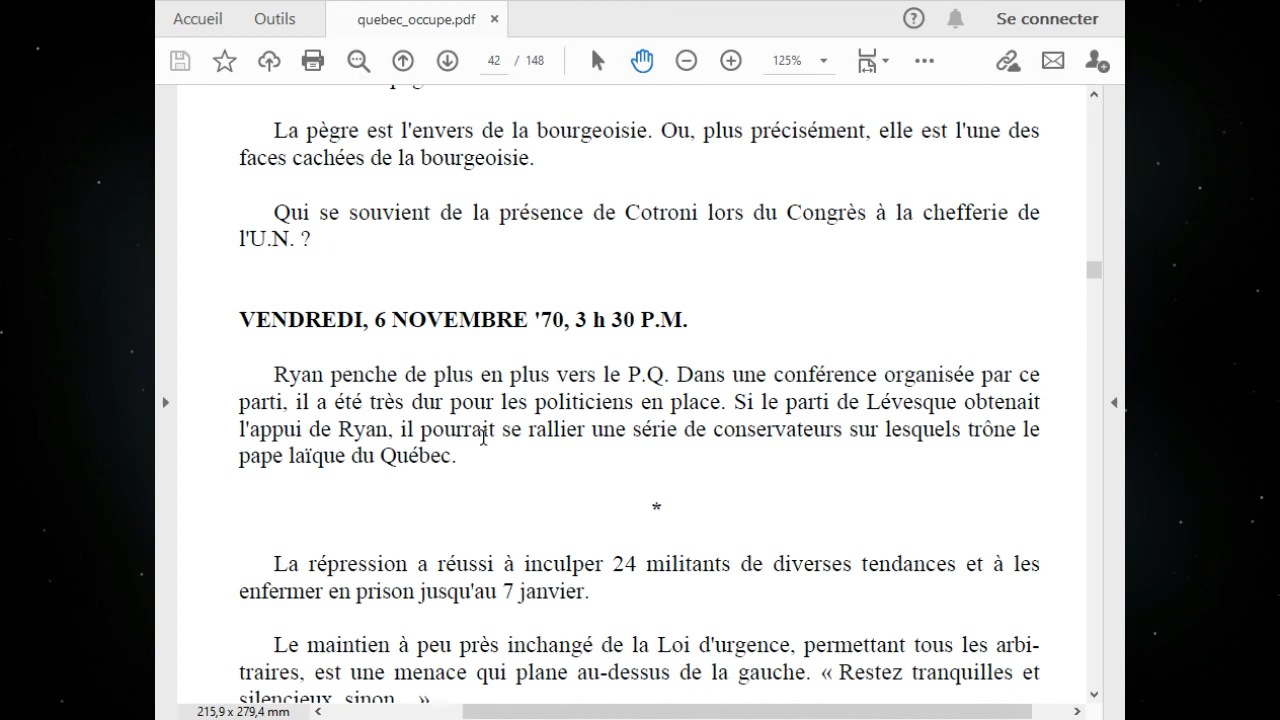 Accueil Outils quebec_occupe.pdf × ? Se connecter
42 / 148 125%
La pègre est l'envers de la bourgeoisie. Ou, plus précisément, elle est l'une des
faces cachées de la bourgeoisie.
Qui se souvient de la présence de Cotroni lors du Congrès à la chefferie de
l'U.N. ?
VENDREDI, 6 NOVEMBRE '70, 3 h 30 P.M.
Ryan penche de plus en plus vers le P.Q. Dans une conférence organisée par ce
parti, il a été très dur pour les politiciens en place. Si le parti de Lévesque obtenait
l'appui de Ryan, il pourrait se rallier une série de conservateurs sur lesquels trône le
pape laïque du Québec.
*
La répression a réussi à inculper 24 militants de diverses tendances et à les
enfermer en prison jusqu'au 7 janvier.
Le maintien à peu près inchangé de la Loi d'urgence, permettant tous les arbi-
traires, est une menace qui plane au-dessus de la gauche. « Restez tranquilles et
silencieux, sinon... »
215,9 x 279,4 mm